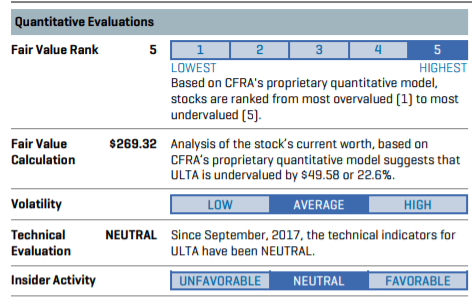 Quantitative Evaluations
Fair Value Rank 5 1 2 3 4 5
LOWEST HIGHEST
Based on CFRA's proprietary quantitative model,
stocks are ranked from most overvalued (1) to most
undervalued (5).
Fair Value Calculation $269.32 Analysis of the stock's current worth, based on
CFRA's proprietary quantitative model suggests that
ULTA is undervalued by $49.58 or 22.6%.
Volatility LOW AVERAGE HIGH
Technical Evaluation NEUTRAL Since September, 2017, the technical indicators for
ULTA have been NEUTRAL.
Insider Activity UNFAVORABLE NEUTRAL FAVORABLE